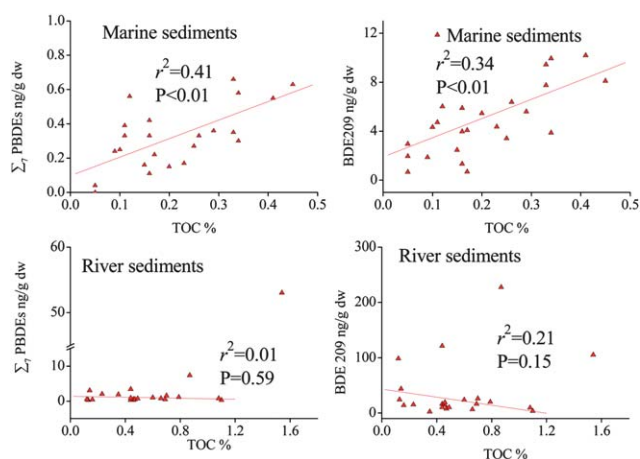 Marine sediments
r²=0.41
P<0.01
∑₇ PBDEs ng/g dw
0.8
0.6
0.4
0.2
0.0
0.0 0.1 0.2 0.3 0.4 0.5
TOC %
Marine sediments
r²=0.34
P<0.01
BDE209 ng/g dw
12
8
4
0
0.0 0.1 0.2 0.3 0.4 0.5
TOC %
River sediments
r²=0.01
P=0.59
∑₇ PBDEs ng/g dw
60
50
10
0
0.0 0.4 0.8 1.2 1.6
TOC %
River sediments
r²=0.21
P=0.15
BDE 209 ng/g dw
300
200
100
0
0.0 0.4 0.8 1.2 1.6
TOC %